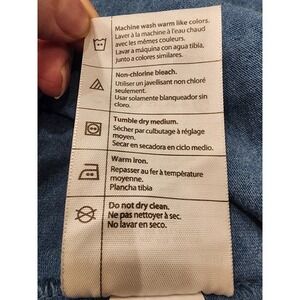 Machine wash warm like colors.
Laver à la machine à l'eau chaud
avec les mêmes couleurs.
Lavar a máquina con agua tibia,
junto a colores similares.
Non-chlorine bleach.
Utiliser un javellisant non chloré
seulement.
Usar solamente blanqueador sin
cloro.
Tumble dry medium.
Sécher par culbutage à réglage
moyen.
Secar en secadora en ciclo medio.
Warm iron.
Repasser au fer à température
moyenne.
Plancha tibia
Do not dry clean.
Ne pas nettoyer à sec.
No lavar en seco.